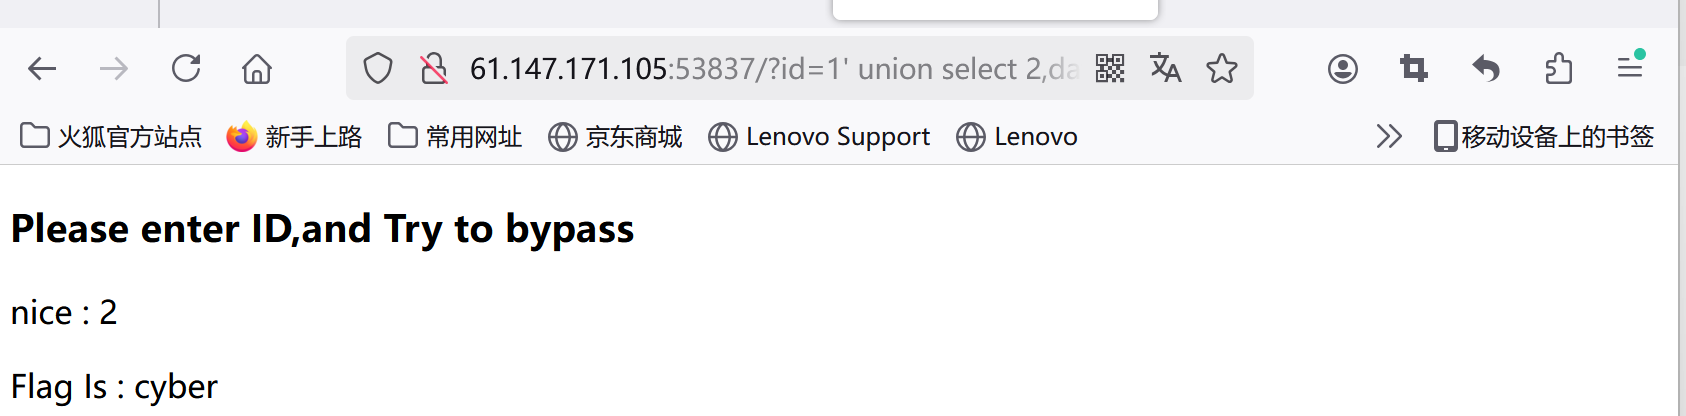 61.147.171.105:53837/?id=1' union select 2,da
火狐官方站点 新手上路 常用网址 京东商城 Lenovo Support Lenovo 移动设备上的书签
Please enter ID,and Try to bypass
nice : 2
Flag Is : cyber